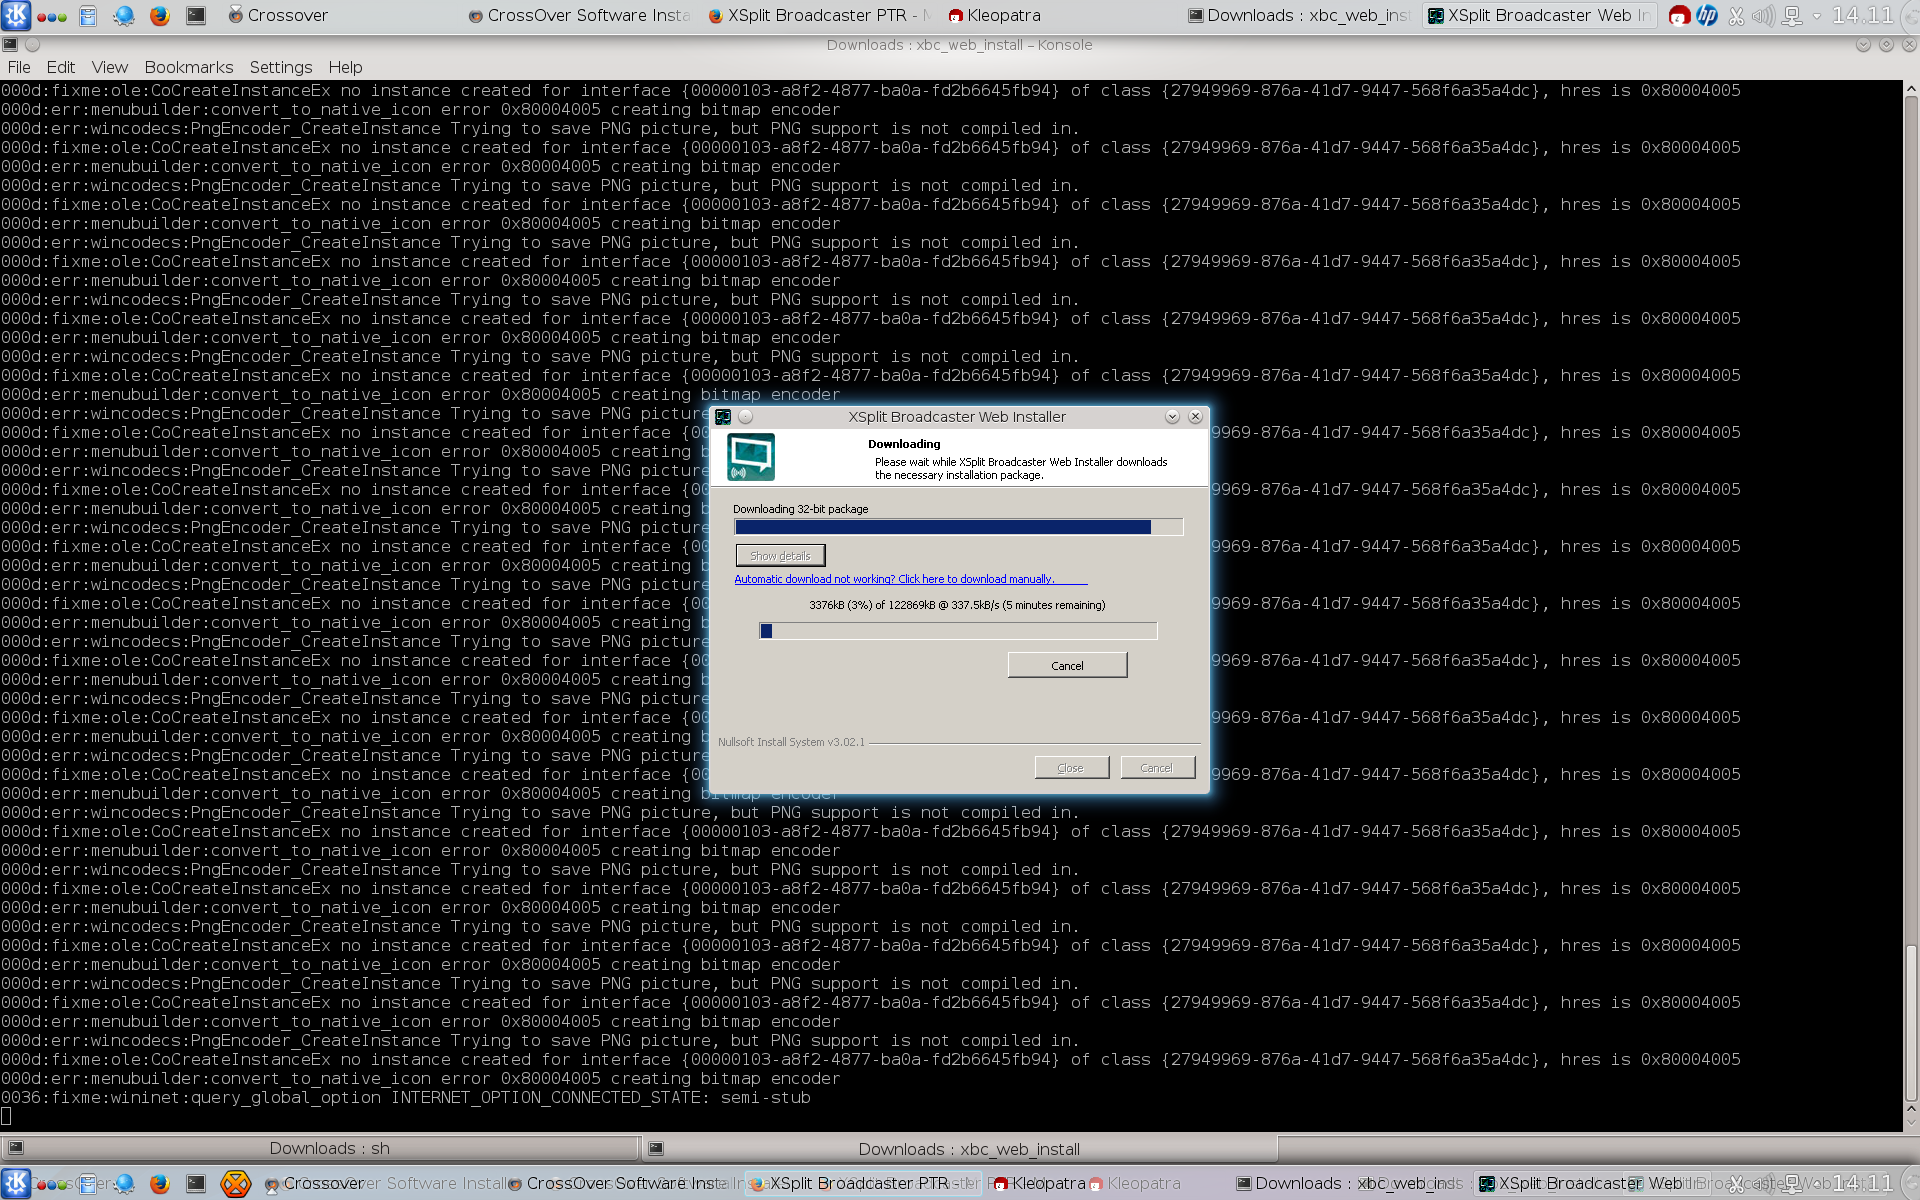 Crossover
CrossOver Software Insta
XSplit Broadcaster PTR -
Kleopatra
Downloads : xbc_web_inst
XSplit Broadcaster Web In
14.11
Downloads : xbc_web_install – Konsole
File Edit View Bookmarks Settings Help
000d:fixme:ole:CoCreateInstanceEx no instance created for interface {00000103-a8f2-4877-ba0a-fd2b6645fb94} of class {27949969-876a-41d7-9447-568f6a35a4dc}, hres is 0x80004005
000d:err:menubuilder:convert_to_native_icon error 0x80004005 creating bitmap encoder
000d:err:wincodecs:PngEncoder_CreateInstance Trying to save PNG picture, but PNG support is not compiled in.
000d:fixme:ole:CoCreateInstanceEx no instance created for interface {00000103-a8f2-4877-ba0a-fd2b6645fb94} of class {27949969-876a-41d7-9447-568f6a35a4dc}, hres is 0x80004005
000d:err:menubuilder:convert_to_native_icon error 0x80004005 creating bitmap encoder
000d:err:wincodecs:PngEncoder_CreateInstance Trying to save PNG picture, but PNG support is not compiled in.
000d:fixme:ole:CoCreateInstanceEx no instance created for interface {00000103-a8f2-4877-ba0a-fd2b6645fb94} of class {27949969-876a-41d7-9447-568f6a35a4dc}, hres is 0x80004005
000d:err:menubuilder:convert_to_native_icon error 0x80004005 creating bitmap encoder
000d:err:wincodecs:PngEncoder_CreateInstance Trying to save PNG picture, but PNG support is not compiled in.
000d:fixme:ole:CoCreateInstanceEx no instance created for interface {00000103-a8f2-4877-ba0a-fd2b6645fb94} of class {27949969-876a-41d7-9447-568f6a35a4dc}, hres is 0x80004005
000d:err:menubuilder:convert_to_native_icon error 0x80004005 creating bitmap encoder
000d:err:wincodecs:PngEncoder_CreateInstance Trying to save PNG picture, but PNG support is not compiled in.
000d:fixme:ole:CoCreateInstanceEx no instance created for interface {00000103-a8f2-4877-ba0a-fd2b6645fb94} of class {27949969-876a-41d7-9447-568f6a35a4dc}, hres is 0x80004005
000d:err:menubuilder:convert_to_native_icon error 0x80004005 creating bitmap encoder
000d:err:wincodecs:PngEncoder_CreateInstance Trying to save PNG picture, but PNG support is not compiled in.
000d:fixme:ole:CoCreateInstanceEx no instance created for interface {00000103-a8f2-4877-ba0a-fd2b6645fb94} of class {27949969-876a-41d7-9447-568f6a35a4dc}, hres is 0x80004005
000d:err:menubuilder:convert_to_native_icon error 0x80004005 creating bitmap encoder
000d:err:wincodecs:PngEncoder_CreateInstance Trying to save PNG picture
000d:fixme:ole:CoCreateInstanceEx no instance created for interface {00 9969-876a-41d7-9447-568f6a35a4dc}, hres is 0x80004005
000d:err:menubuilder:convert_to_native_icon error 0x80004005 creating b
000d:err:wincodecs:PngEncoder_CreateInstance Trying to save PNG picture
000d:fixme:ole:CoCreateInstanceEx no instance created for interface {00 9969-876a-41d7-9447-568f6a35a4dc}, hres is 0x80004005
000d:err:menubuilder:convert_to_native_icon error 0x80004005 creating b
000d:err:wincodecs:PngEncoder_CreateInstance Trying to save PNG picture
000d:fixme:ole:CoCreateInstanceEx no instance created for interface {00 9969-876a-41d7-9447-568f6a35a4dc}, hres is 0x80004005
000d:err:menubuilder:convert_to_native_icon error 0x80004005 creating b
000d:err:wincodecs:PngEncoder_CreateInstance Trying to save PNG picture
000d:fixme:ole:CoCreateInstanceEx no instance created for interface {00 9969-876a-41d7-9447-568f6a35a4dc}, hres is 0x80004005
000d:err:menubuilder:convert_to_native_icon error 0x80004005 creating b
000d:err:wincodecs:PngEncoder_CreateInstance Trying to save PNG picture
000d:fixme:ole:CoCreateInstanceEx no instance created for interface {00 9969-876a-41d7-9447-568f6a35a4dc}, hres is 0x80004005
000d:err:menubuilder:convert_to_native_icon error 0x80004005 creating b
000d:err:wincodecs:PngEncoder_CreateInstance Trying to save PNG picture
000d:fixme:ole:CoCreateInstanceEx no instance created for interface {00 9969-876a-41d7-9447-568f6a35a4dc}, hres is 0x80004005
000d:err:menubuilder:convert_to_native_icon error 0x80004005 creating b
000d:err:wincodecs:PngEncoder_CreateInstance Trying to save PNG picture
000d:fixme:ole:CoCreateInstanceEx no instance created for interface {00 9969-876a-41d7-9447-568f6a35a4dc}, hres is 0x80004005
000d:err:menubuilder:convert_to_native_icon error 0x80004005 creating bitmap encoder
000d:err:wincodecs:PngEncoder_CreateInstance Trying to save PNG picture, but PNG support is not compiled in.
000d:fixme:ole:CoCreateInstanceEx no instance created for interface {00000103-a8f2-4877-ba0a-fd2b6645fb94} of class {27949969-876a-41d7-9447-568f6a35a4dc}, hres is 0x80004005
000d:err:menubuilder:convert_to_native_icon error 0x80004005 creating bitmap encoder
000d:err:wincodecs:PngEncoder_CreateInstance Trying to save PNG picture, but PNG support is not compiled in.
000d:fixme:ole:CoCreateInstanceEx no instance created for interface {00000103-a8f2-4877-ba0a-fd2b6645fb94} of class {27949969-876a-41d7-9447-568f6a35a4dc}, hres is 0x80004005
000d:err:menubuilder:convert_to_native_icon error 0x80004005 creating bitmap encoder
000d:err:wincodecs:PngEncoder_CreateInstance Trying to save PNG picture, but PNG support is not compiled in.
000d:fixme:ole:CoCreateInstanceEx no instance created for interface {00000103-a8f2-4877-ba0a-fd2b6645fb94} of class {27949969-876a-41d7-9447-568f6a35a4dc}, hres is 0x80004005
000d:err:menubuilder:convert_to_native_icon error 0x80004005 creating bitmap encoder
000d:err:wincodecs:PngEncoder_CreateInstance Trying to save PNG picture, but PNG support is not compiled in.
000d:fixme:ole:CoCreateInstanceEx no instance created for interface {00000103-a8f2-4877-ba0a-fd2b6645fb94} of class {27949969-876a-41d7-9447-568f6a35a4dc}, hres is 0x80004005
000d:err:menubuilder:convert_to_native_icon error 0x80004005 creating bitmap encoder
000d:err:wincodecs:PngEncoder_CreateInstance Trying to save PNG picture, but PNG support is not compiled in.
000d:fixme:ole:CoCreateInstanceEx no instance created for interface {00000103-a8f2-4877-ba0a-fd2b6645fb94} of class {27949969-876a-41d7-9447-568f6a35a4dc}, hres is 0x80004005
000d:err:menubuilder:convert_to_native_icon error 0x80004005 creating bitmap encoder
0036:fixme:wininet:query_global_option INTERNET_OPTION_CONNECTED_STATE: semi-stub
XSplit Broadcaster Web Installer
Downloading
Please wait while XSplit Broadcaster Web Installer downloads
the necessary installation package.
Downloading 32-bit package
Show details
Automatic download not working? Click here to download manually.
3376kB (3%) of 122869kB @ 337.5kB/s (5 minutes remaining)
Cancel
Nullsoft Install System v3.02.1
Close
Cancel
Downloads : sh
Downloads : xbc_web_install
Crossover
CrossOver Software Insta
XSplit Broadcaster PTR -
Kleopatra
Kleopatra
Downloads : xbc_web_ins
XSplit Broadcaster Web I
14.11